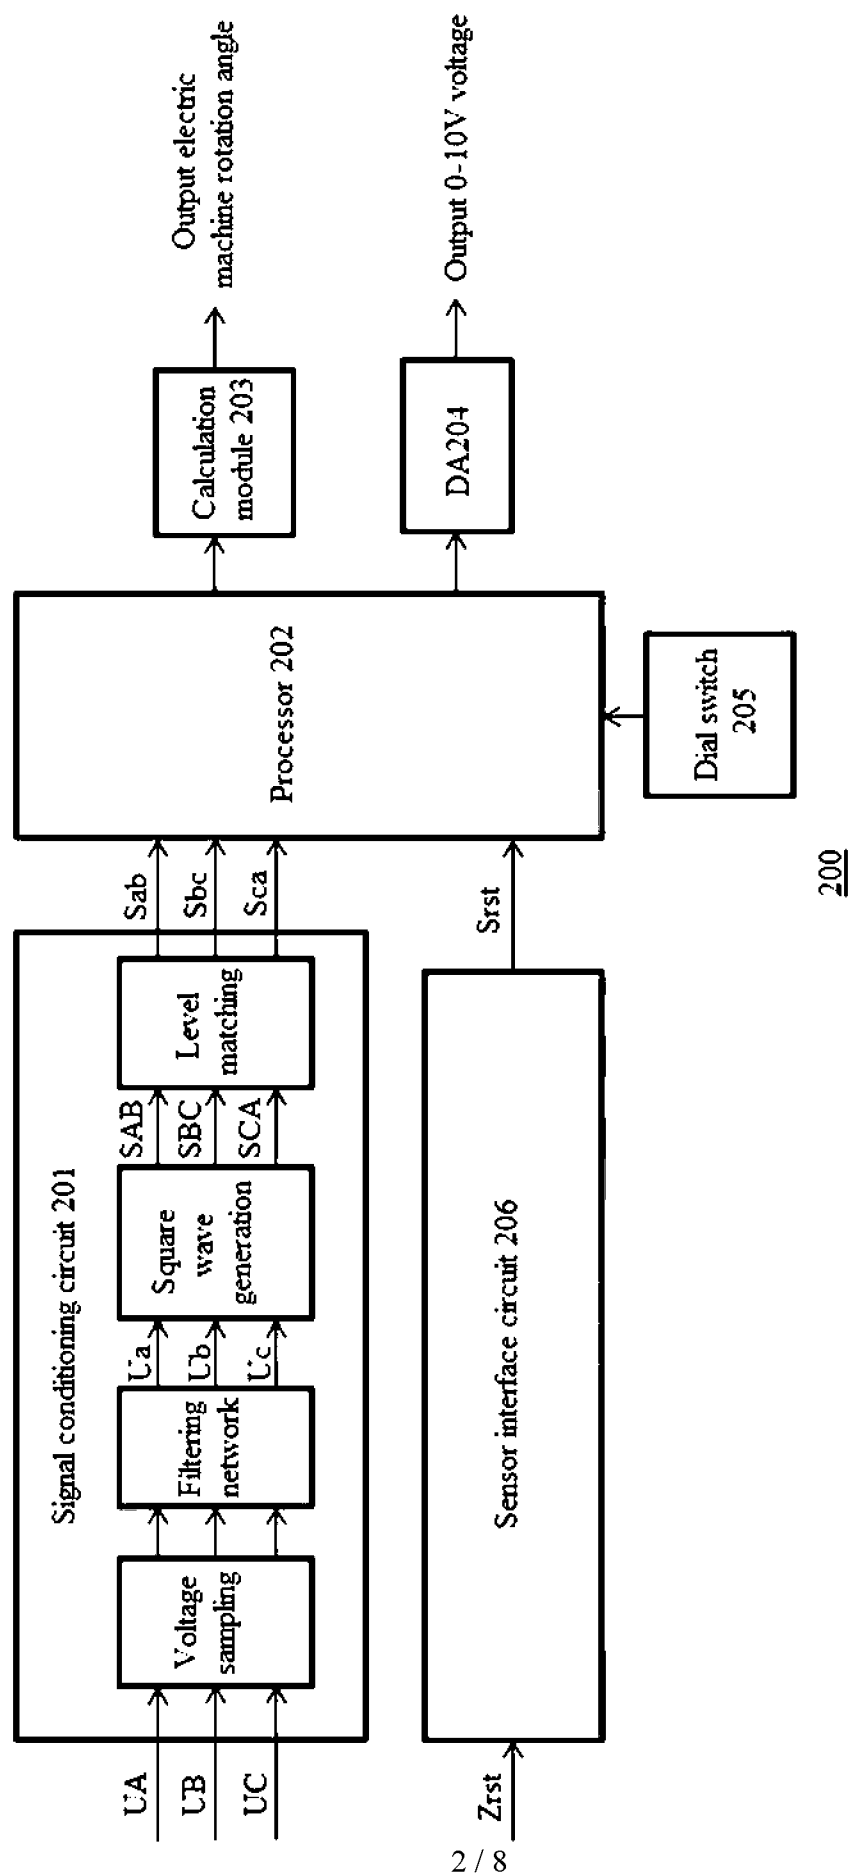 Signal conditioning circuit 201
UA
UB
UC
Voltage
sampling
Filtering
network
Ua
Ub
Uc
Square
wave
generation
SAB
SBC
SCA
Level
matching
Sab
Sbc
Sca
Processor 202
Calculation
module 203
Output electric
machine rotation angle
DA204
Output 0-10V voltage
Zrst
Sensor interface circuit 206
Srst
Dial switch
205
200
2 / 8